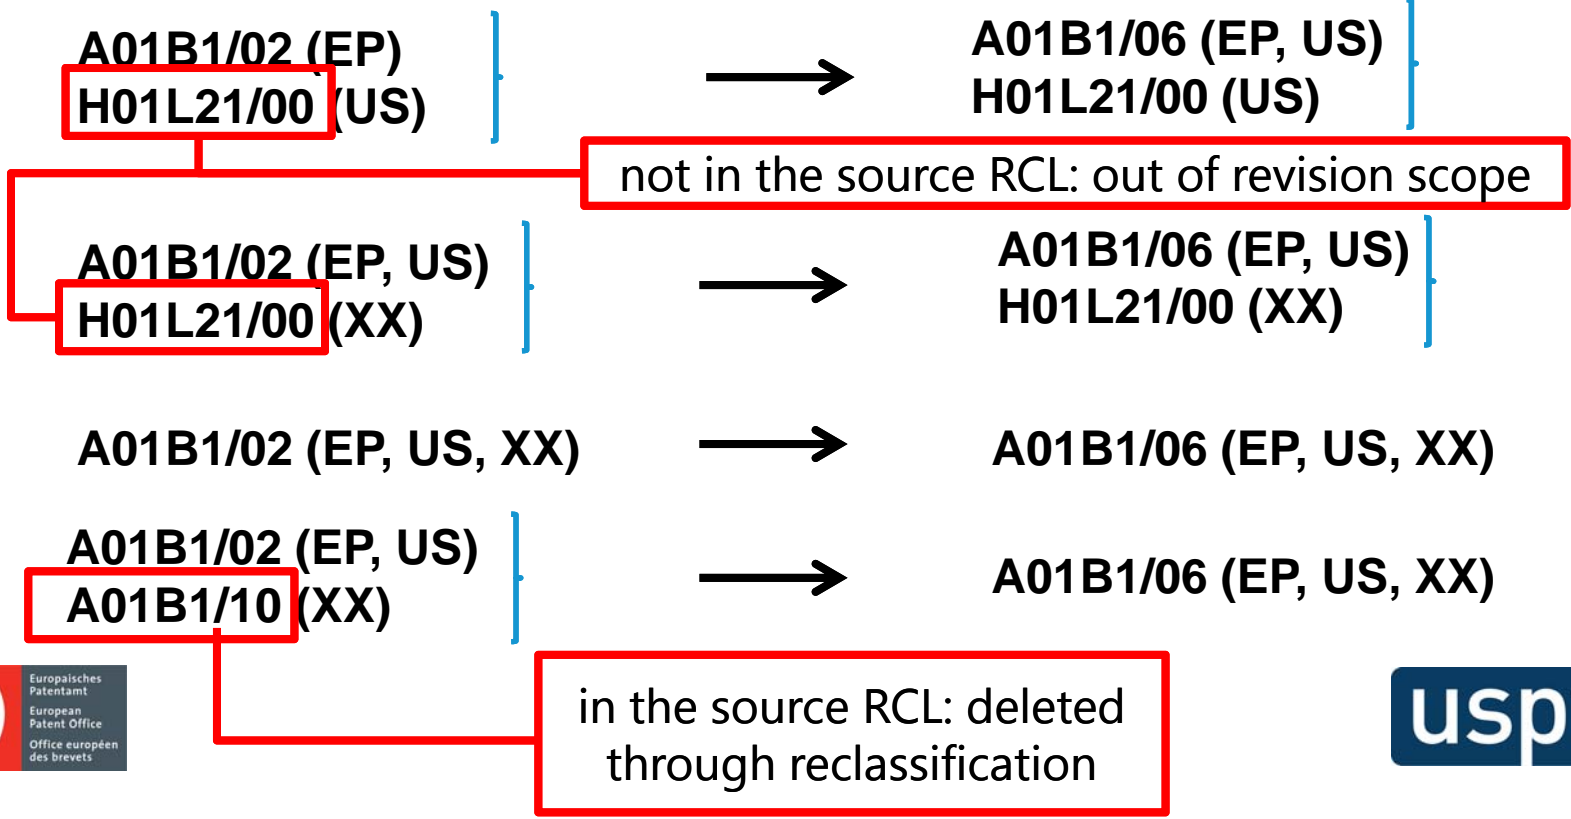 A01B1/02 (EP)
H01L21/00 (US)
A01B1/06 (EP, US)
H01L21/00 (US)
not in the source RCL: out of revision scope
A01B1/02 (EP, US)
H01L21/00 (XX)
A01B1/06 (EP, US)
H01L21/00 (XX)
A01B1/02 (EP, US, XX)
A01B1/06 (EP, US, XX)
A01B1/02 (EP, US)
A01B1/10 (XX)
A01B1/06 (EP, US, XX)
in the source RCL: deleted
through reclassification
Europäisches
Patentamt
European
Patent Office
Office européen
des brevets
usp